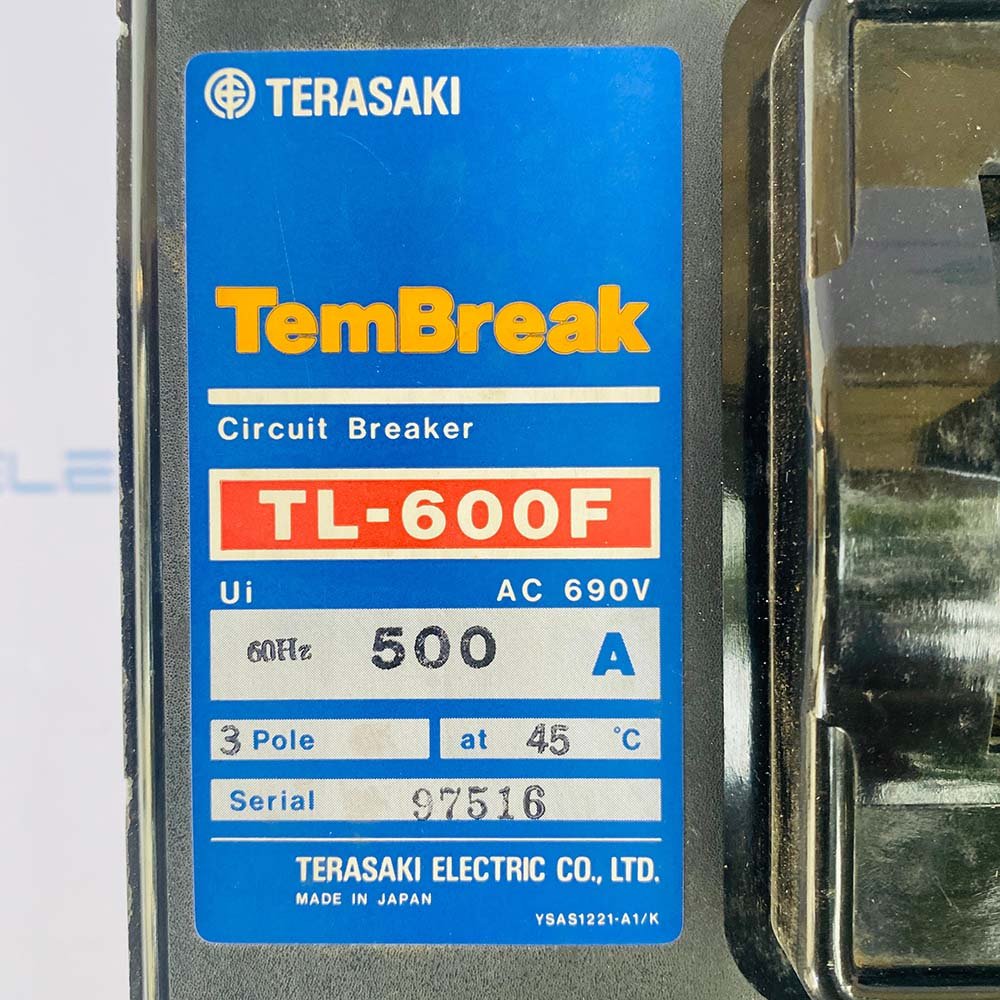 TERASAKI
TemBreak
Circuit Breaker
TL-600F
Ui AC 690V
60Hz 500 A
3 Pole at 45 °C
Serial 97516
TERASAKI ELECTRIC CO., LTD.
MADE IN JAPAN
YSAS1221-A1/K